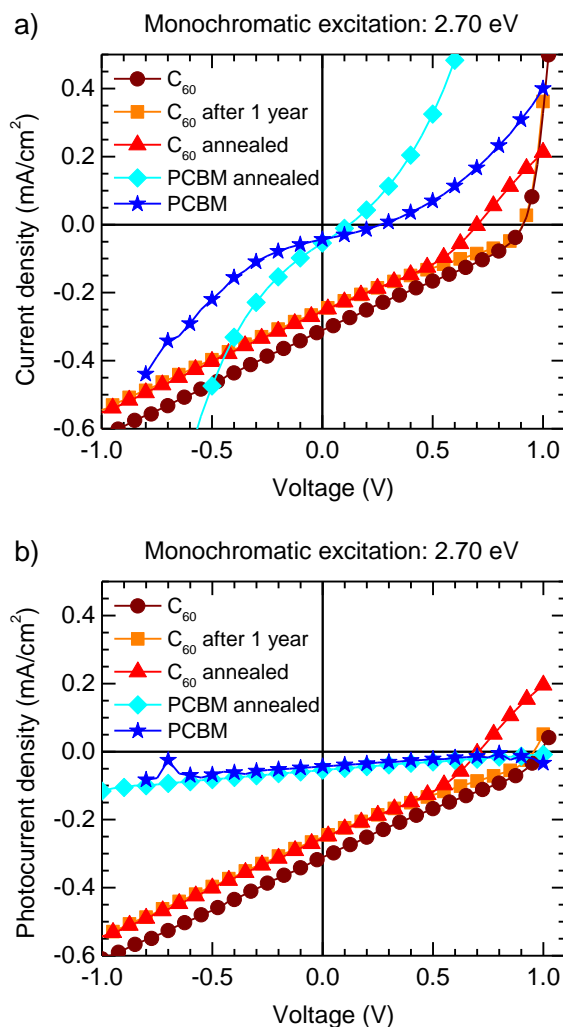 a) Monochromatic excitation: 2.70 eV
C60
C60 after 1 year
C60 annealed
PCBM annealed
PCBM
Current density (mA/cm²)
0.4
0.2
0.0
-0.2
-0.4
-0.6
-1.0 -0.5 0.0 0.5 1.0
Voltage (V)
b) Monochromatic excitation: 2.70 eV
C60
C60 after 1 year
C60 annealed
PCBM annealed
PCBM
Photocurrent density (mA/cm²)
0.4
0.2
0.0
-0.2
-0.4
-0.6
-1.0 -0.5 0.0 0.5 1.0
Voltage (V)